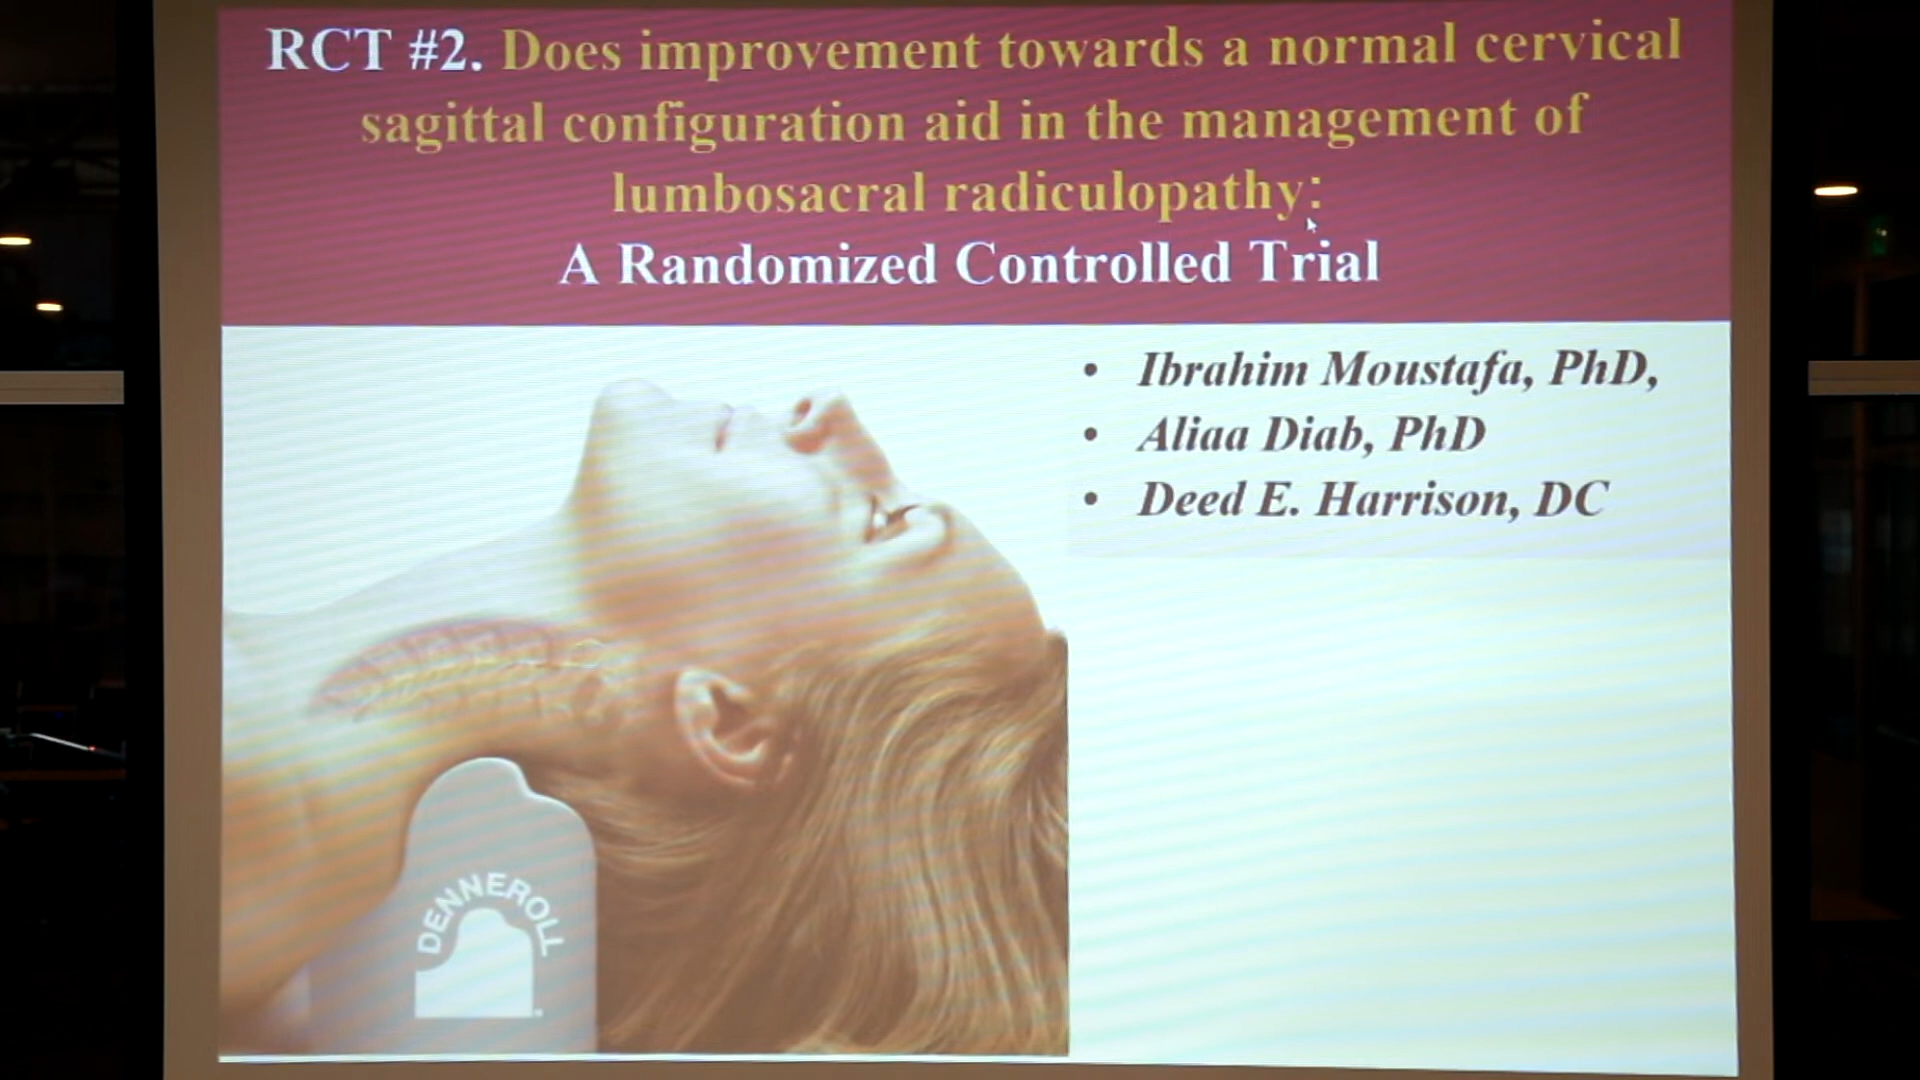 RCT #2. Does improvement towards a normal cervical
sagittal configuration aid in the management of
lumbosacral radiculopathy:
A Randomized Controlled Trial
• Ibrahim Moustafa, PhD,
• Aliaa Diab, PhD
• Deed E. Harrison, DC
DENNEROLL